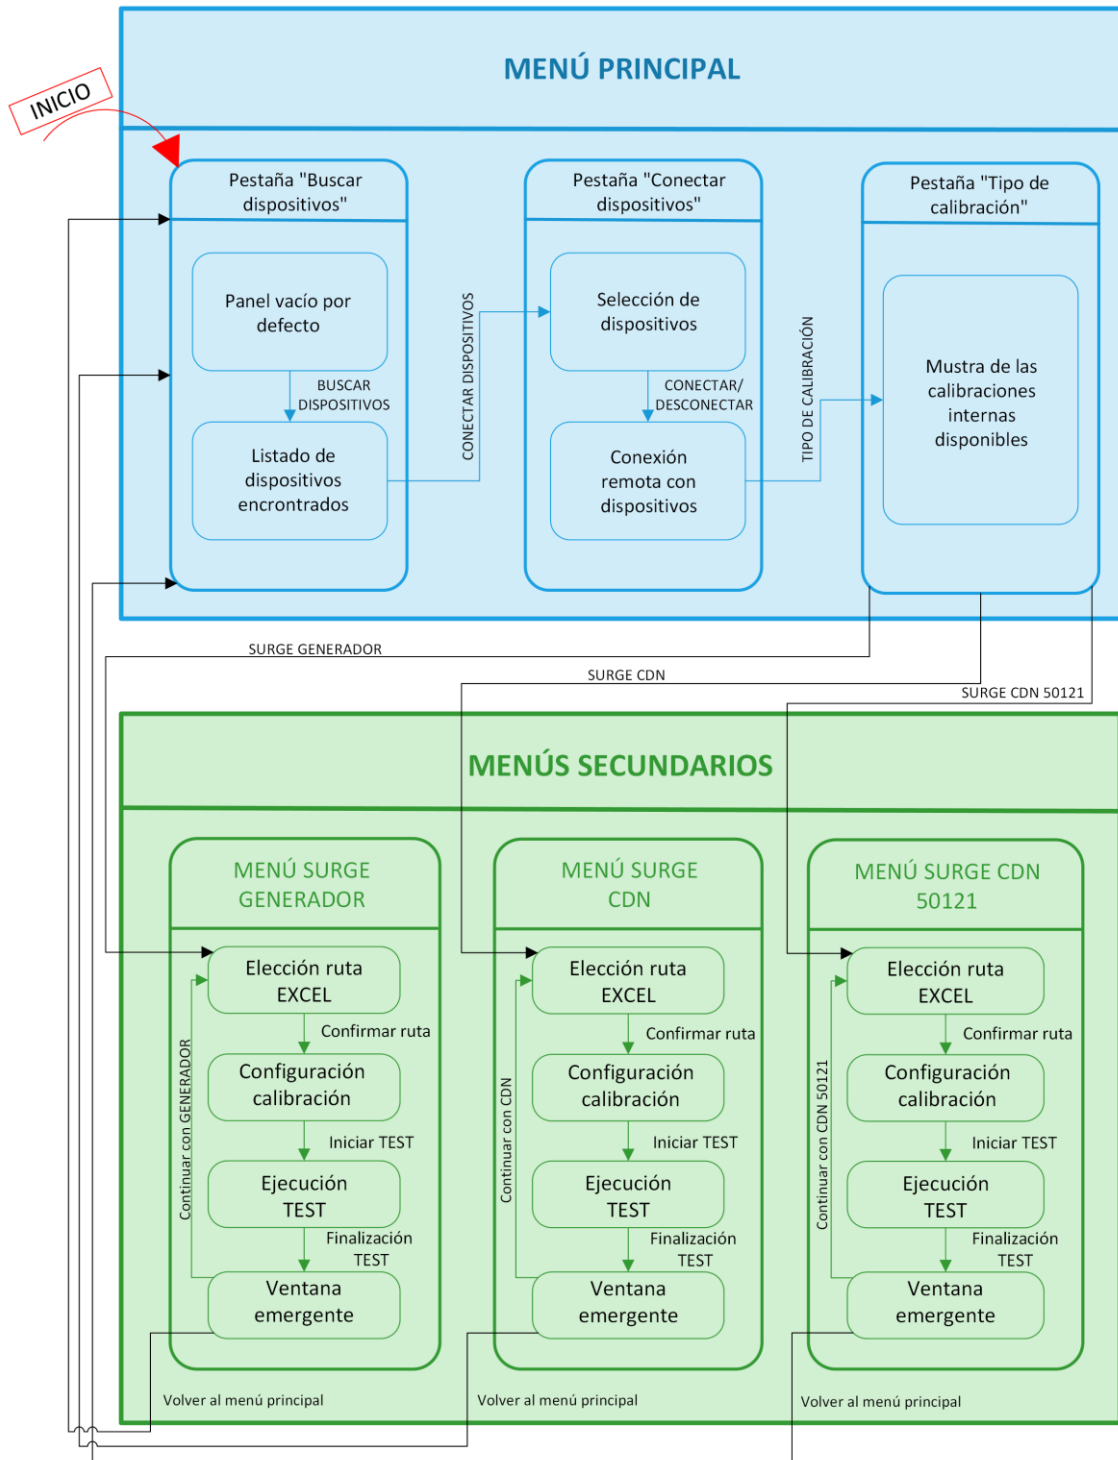 MENÚ PRINCIPAL
INICIO
Pestaña "Buscar
dispositivos"
Panel vacío por
defecto
BUSCAR
DISPOSITIVOS
Listado de
dispositivos
encrontrados
CONECTAR DISPOSITIVOS
Pestaña "Conectar
dispositivos"
Selección de
dispositivos
CONECTAR/
DESCONECTAR
Conexión
remota con
dispositivos
TIPO DE CALIBRACIÓN
Pestaña "Tipo de
calibración"
Mustra de las
calibraciones
internas
disponibles
SURGE GENERADOR
SURGE CDN
SURGE CDN 50121
MENÚS SECUNDARIOS
MENÚ SURGE
GENERADOR
Elección ruta
EXCEL
Confirmar ruta
Configuración
calibración
Iniciar TEST
Ejecución
TEST
Finalización
TEST
Ventana
emergente
Continuar con GENERADOR
Volver al menú principal
MENÚ SURGE
CDN
Elección ruta
EXCEL
Confirmar ruta
Configuración
calibración
Iniciar TEST
Ejecución
TEST
Finalización
TEST
Ventana
emergente
Continuar con CDN
Volver al menú principal
MENÚ SURGE CDN
50121
Elección ruta
EXCEL
Confirmar ruta
Configuración
calibración
Iniciar TEST
Ejecución
TEST
Finalización
TEST
Ventana
emergente
Continuar con CDN 50121
Volver al menú principal